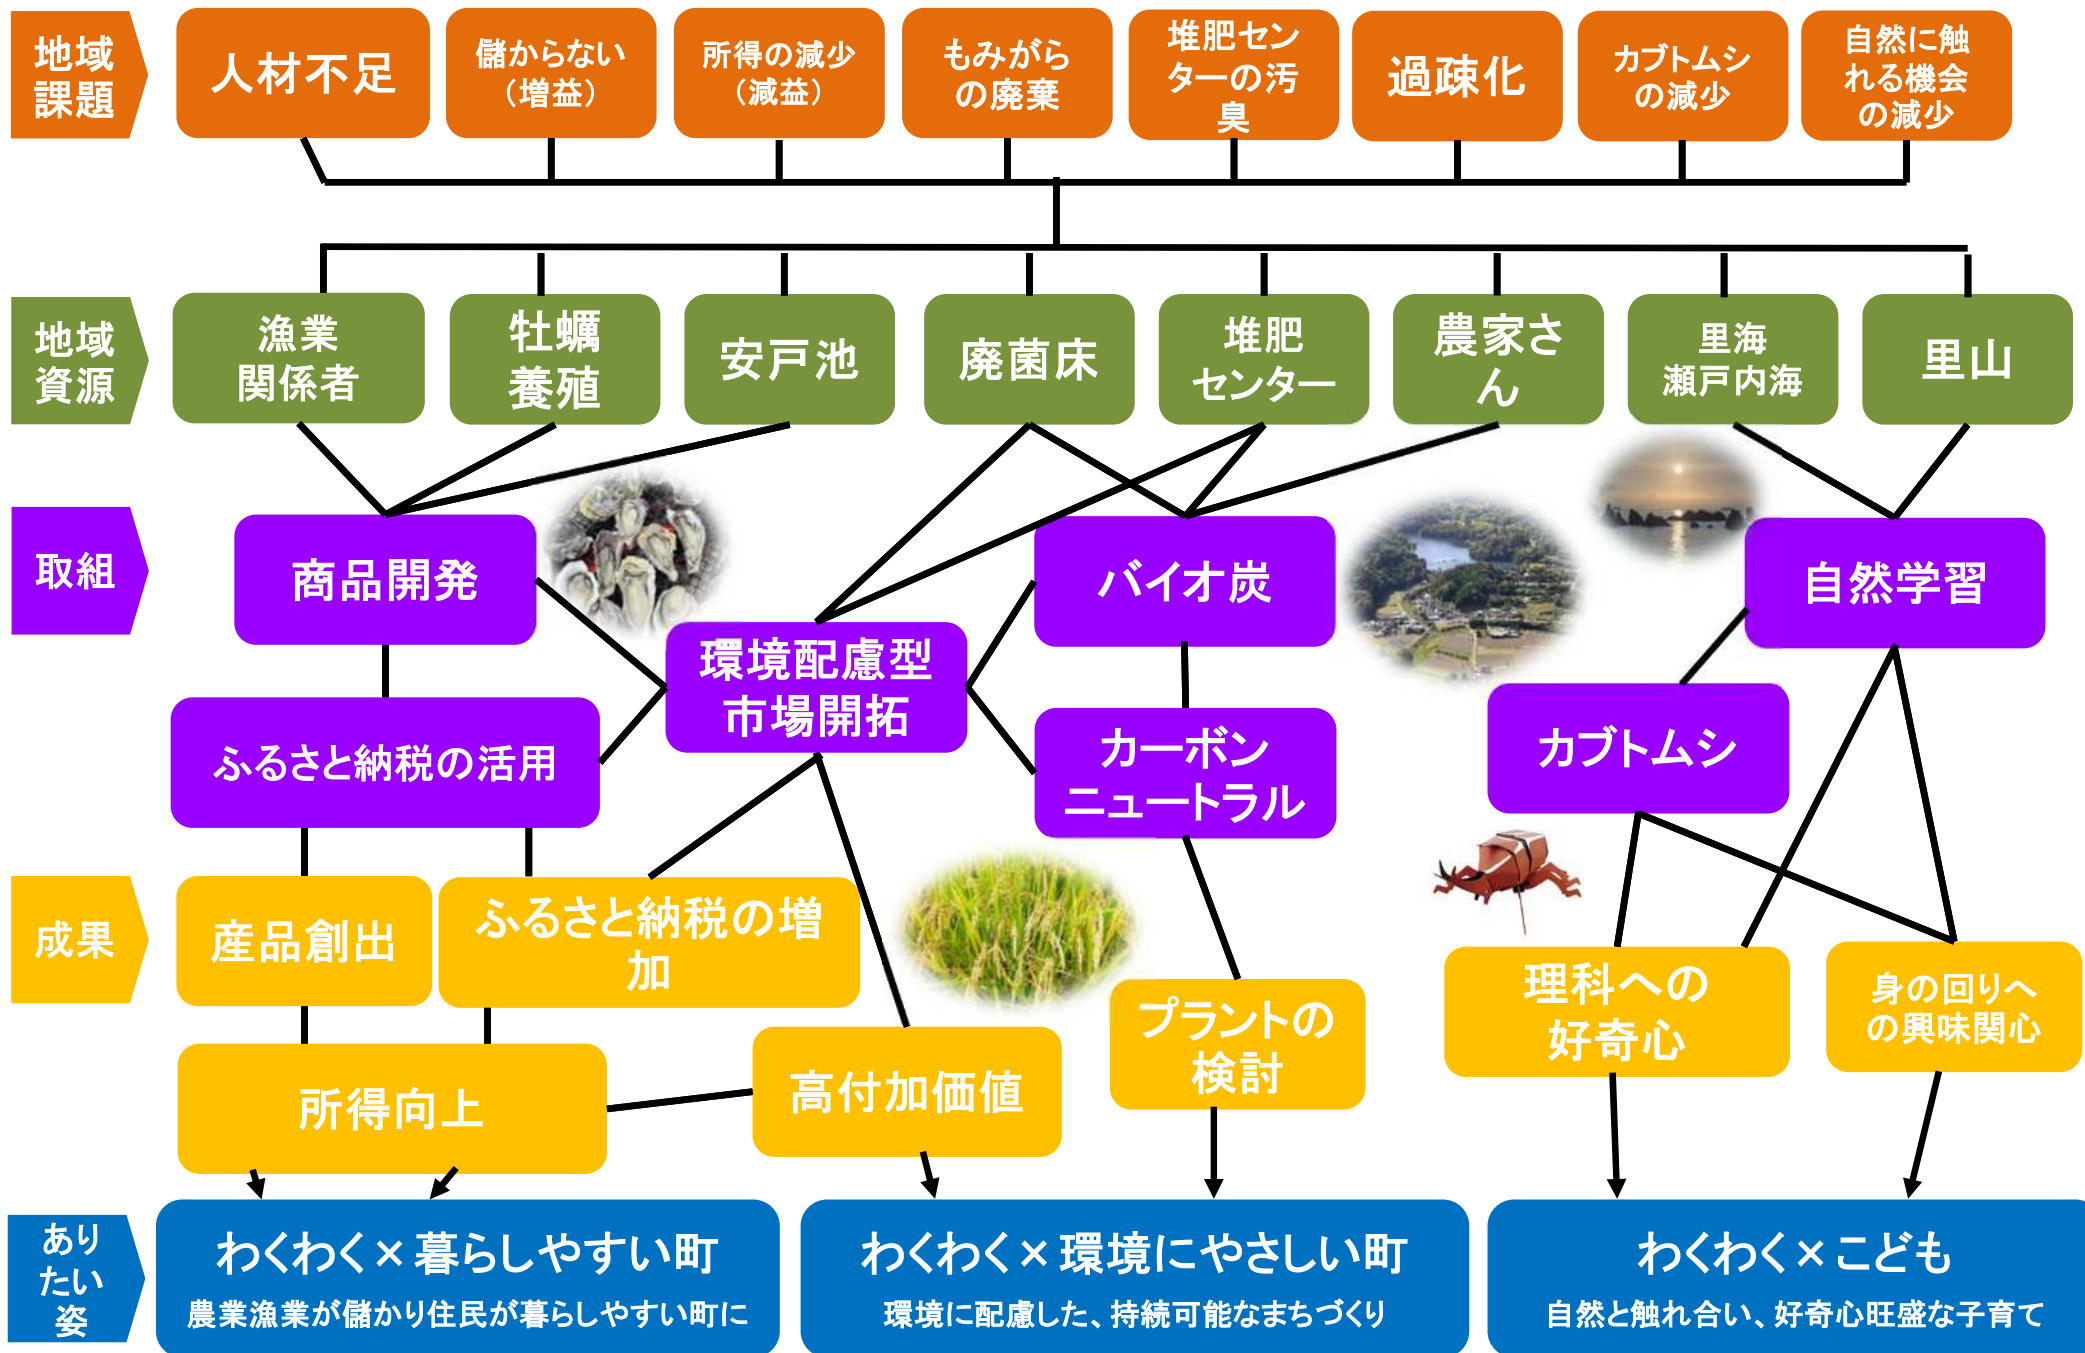 地域
課題
人材不足
儲からない
（増益）
所得の減少
（減益）
もみがら
の廃棄
堆肥セン
ターの汚
臭
過疎化
カブトムシ
の減少
自然に触
れる機会
の減少
地域
資源
漁業
関係者
牡蠣
養殖
安戸池
廃菌床
堆肥
センター
農家さ
ん
里海
瀬戸内海
里山
取組
商品開発
環境配慮型
市場開拓
バイオ炭
自然学習
ふるさと納税の活用
カーボン
ニュートラル
カブトムシ
成果
産品創出
ふるさと納税の増
加
所得向上
高付加価値
プラントの
検討
理科への
好奇心
身の回りへ
の興味関心
あり
たい
姿
わくわく×暮らしやすい町
農業漁業が儲かり住民が暮らしやすい町に
わくわく×環境にやさしい町
環境に配慮した、持続可能なまちづくり
わくわく×こども
自然と触れ合い、好奇心旺盛な子育て